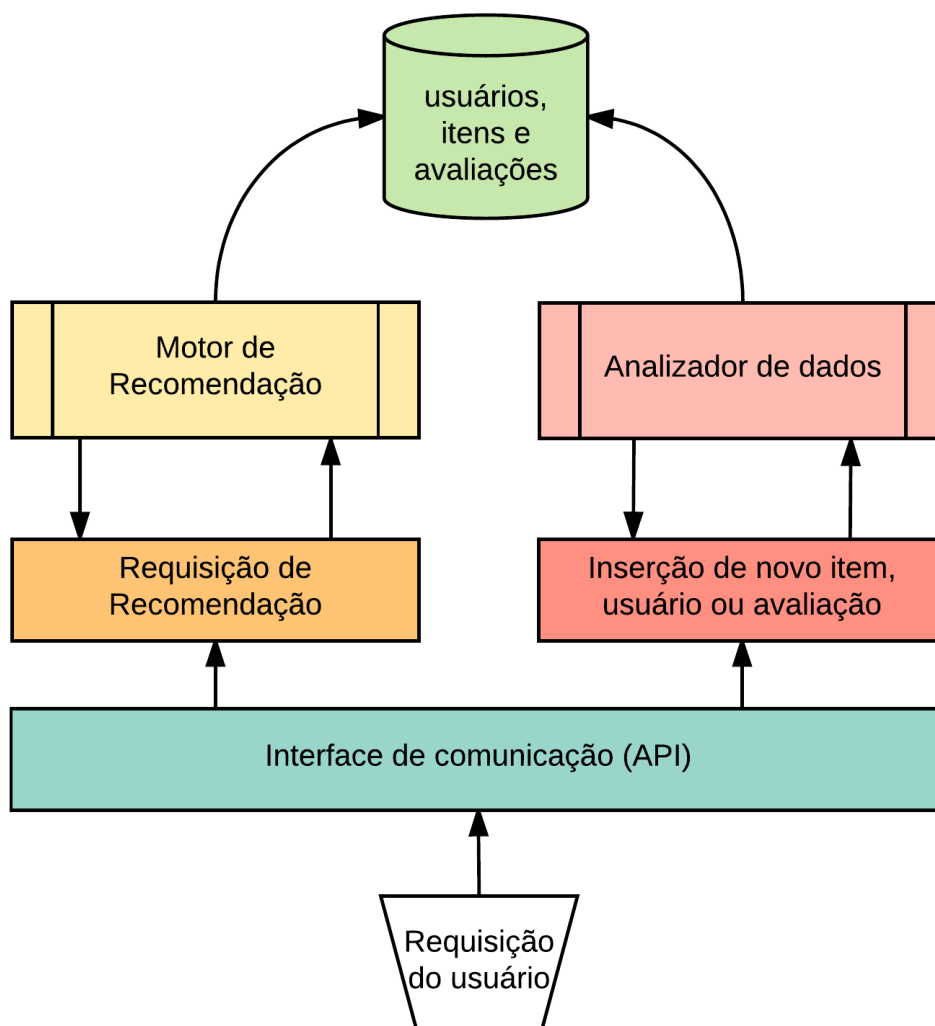 usuários,
itens e
avaliações
Motor de
Recomendação
Analizador de dados
Requisição de
Recomendação
Inserção de novo item,
usuário ou avaliação
Interface de comunicação (API)
Requisição
do usuário